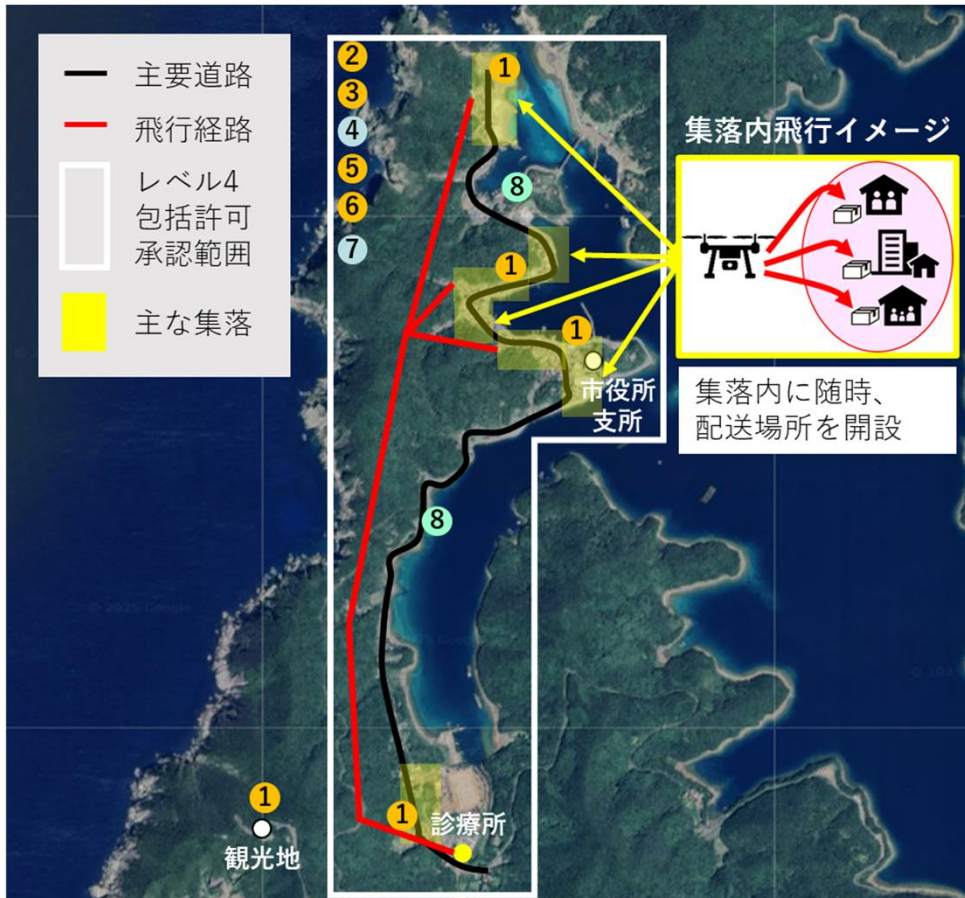 主要道路
飛行経路
レベル4
包括許可
承認範囲
主な集落
2
3
4
5
6
7
1
8
1
1
市役所
支所
8
1
診療所
1
観光地
集落内飛行イメージ
集落内に随時、
配送場所を開設